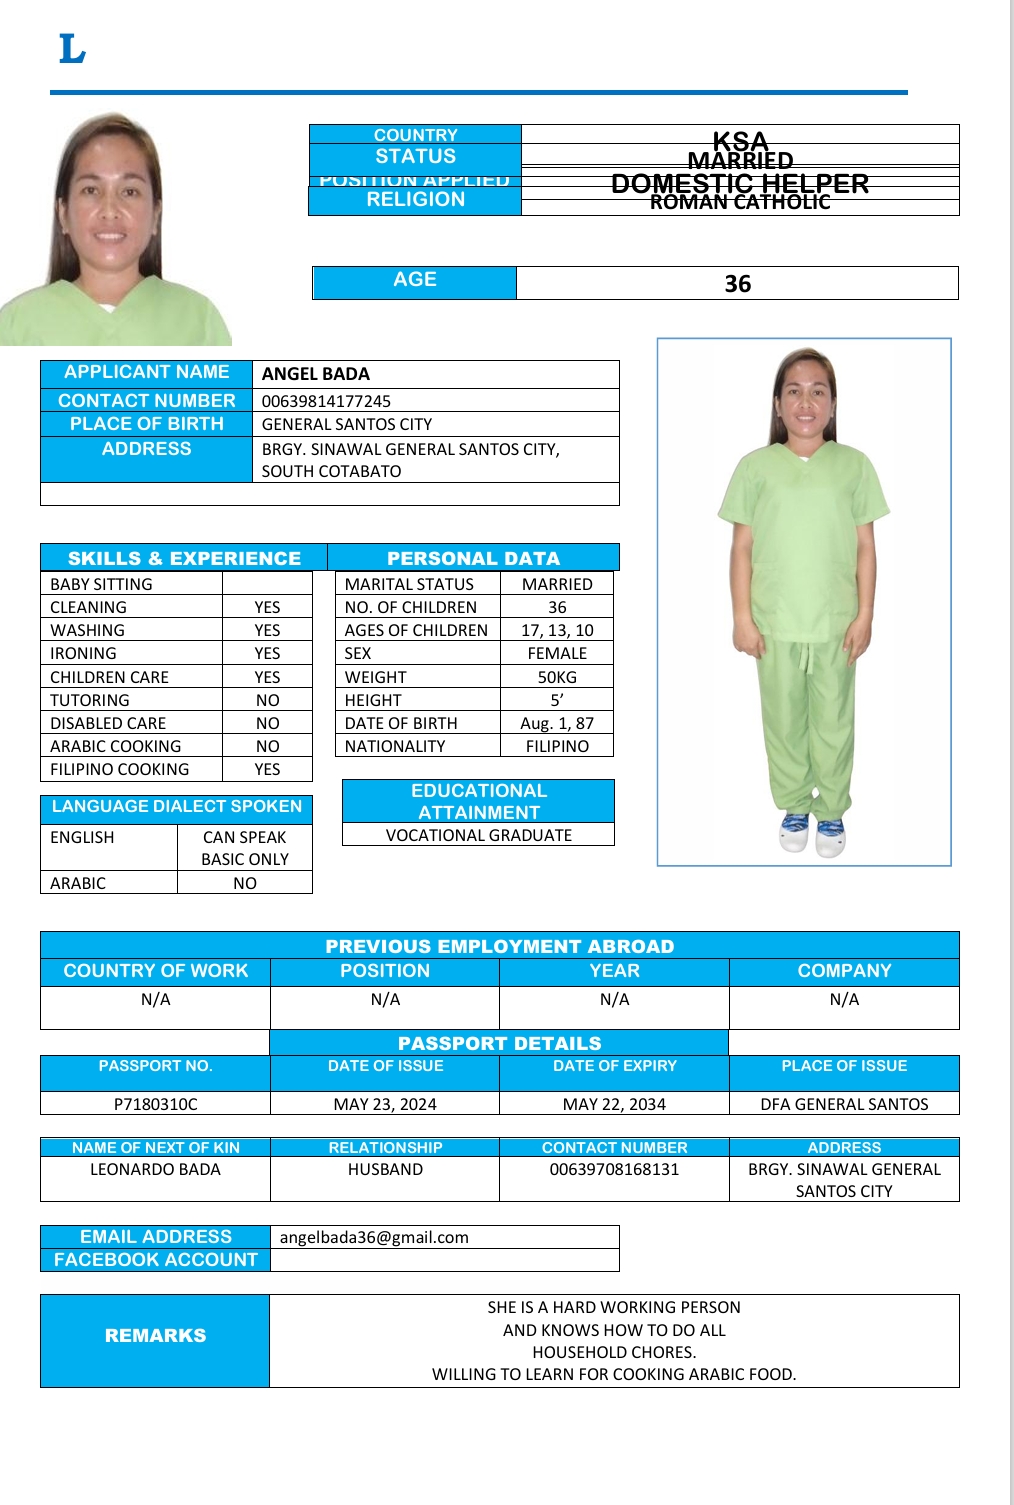 L
COUNTRY KSA
STATUS MARRIED
POSITION APPLIED DOMESTIC HELPER
RELIGION ROMAN CATHOLIC
AGE 36
APPLICANT NAME ANGEL BADA
CONTACT NUMBER 00639814177245
PLACE OF BIRTH GENERAL SANTOS CITY
ADDRESS BRGY. SINAWAL GENERAL SANTOS CITY,
SOUTH COTABATO
SKILLS & EXPERIENCE
BABY SITTING
CLEANING YES
WASHING YES
IRONING YES
CHILDREN CARE YES
TUTORING NO
DISABLED CARE NO
ARABIC COOKING NO
FILIPINO COOKING YES
LANGUAGE DIALECT SPOKEN
ENGLISH CAN SPEAK
BASIC ONLY
ARABIC NO
PERSONAL DATA
MARITAL STATUS MARRIED
NO. OF CHILDREN 36
AGES OF CHILDREN 17, 13, 10
SEX FEMALE
WEIGHT 50KG
HEIGHT 5’
DATE OF BIRTH Aug. 1, 87
NATIONALITY FILIPINO
EDUCATIONAL
ATTAINMENT
VOCATIONAL GRADUATE
PREVIOUS EMPLOYMENT ABROAD
COUNTRY OF WORK POSITION YEAR COMPANY
N/A N/A N/A N/A
PASSPORT DETAILS
PASSPORT NO. DATE OF ISSUE DATE OF EXPIRY PLACE OF ISSUE
P7180310C MAY 23, 2024 MAY 22, 2034 DFA GENERAL SANTOS
NAME OF NEXT OF KIN RELATIONSHIP CONTACT NUMBER ADDRESS
LEONARDO BADA HUSBAND 00639708168131 BRGY. SINAWAL GENERAL
SANTOS CITY
EMAIL ADDRESS angelbada36@gmail.com
FACEBOOK ACCOUNT
REMARKS
SHE IS A HARD WORKING PERSON
AND KNOWS HOW TO DO ALL
HOUSEHOLD CHORES.
WILLING TO LEARN FOR COOKING ARABIC FOOD.